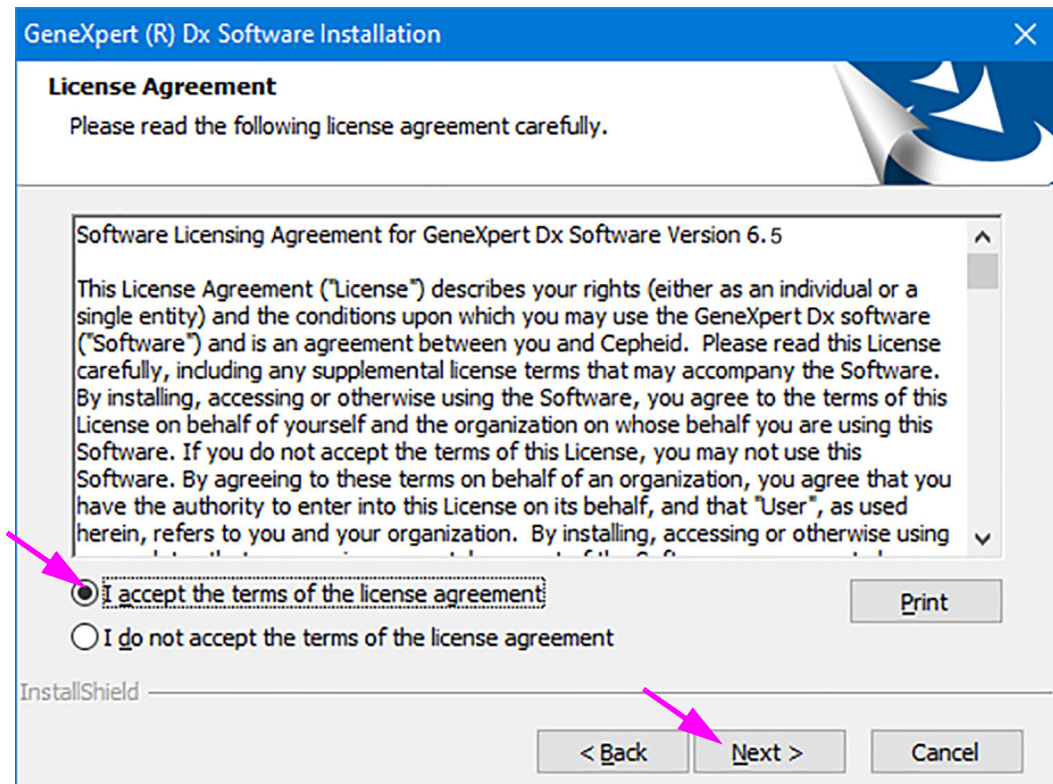 GeneXpert (R) Dx Software Installation
License Agreement
Please read the following license agreement carefully.
Software Licensing Agreement for GeneXpert Dx Software Version 6.5
This License Agreement ("License") describes your rights (either as an individual or a
single entity) and the conditions upon which you may use the GeneXpert Dx software
("Software") and is an agreement between you and Cepheid.  Please read this License
carefully, including any supplemental license terms that may accompany the Software.
By installing, accessing or otherwise using the Software, you agree to the terms of this
License on behalf of yourself and the organization on whose behalf you are using this
Software. If you do not accept the terms of this License, you may not use this
Software. By agreeing to these terms on behalf of an organization, you agree that you
have the authority to enter into this License on its behalf, and that "User", as used
herein, refers to you and your organization.  By installing, accessing or otherwise using
I accept the terms of the license agreement
Print
I do not accept the terms of the license agreement
InstallShield
< Back
Next >
Cancel